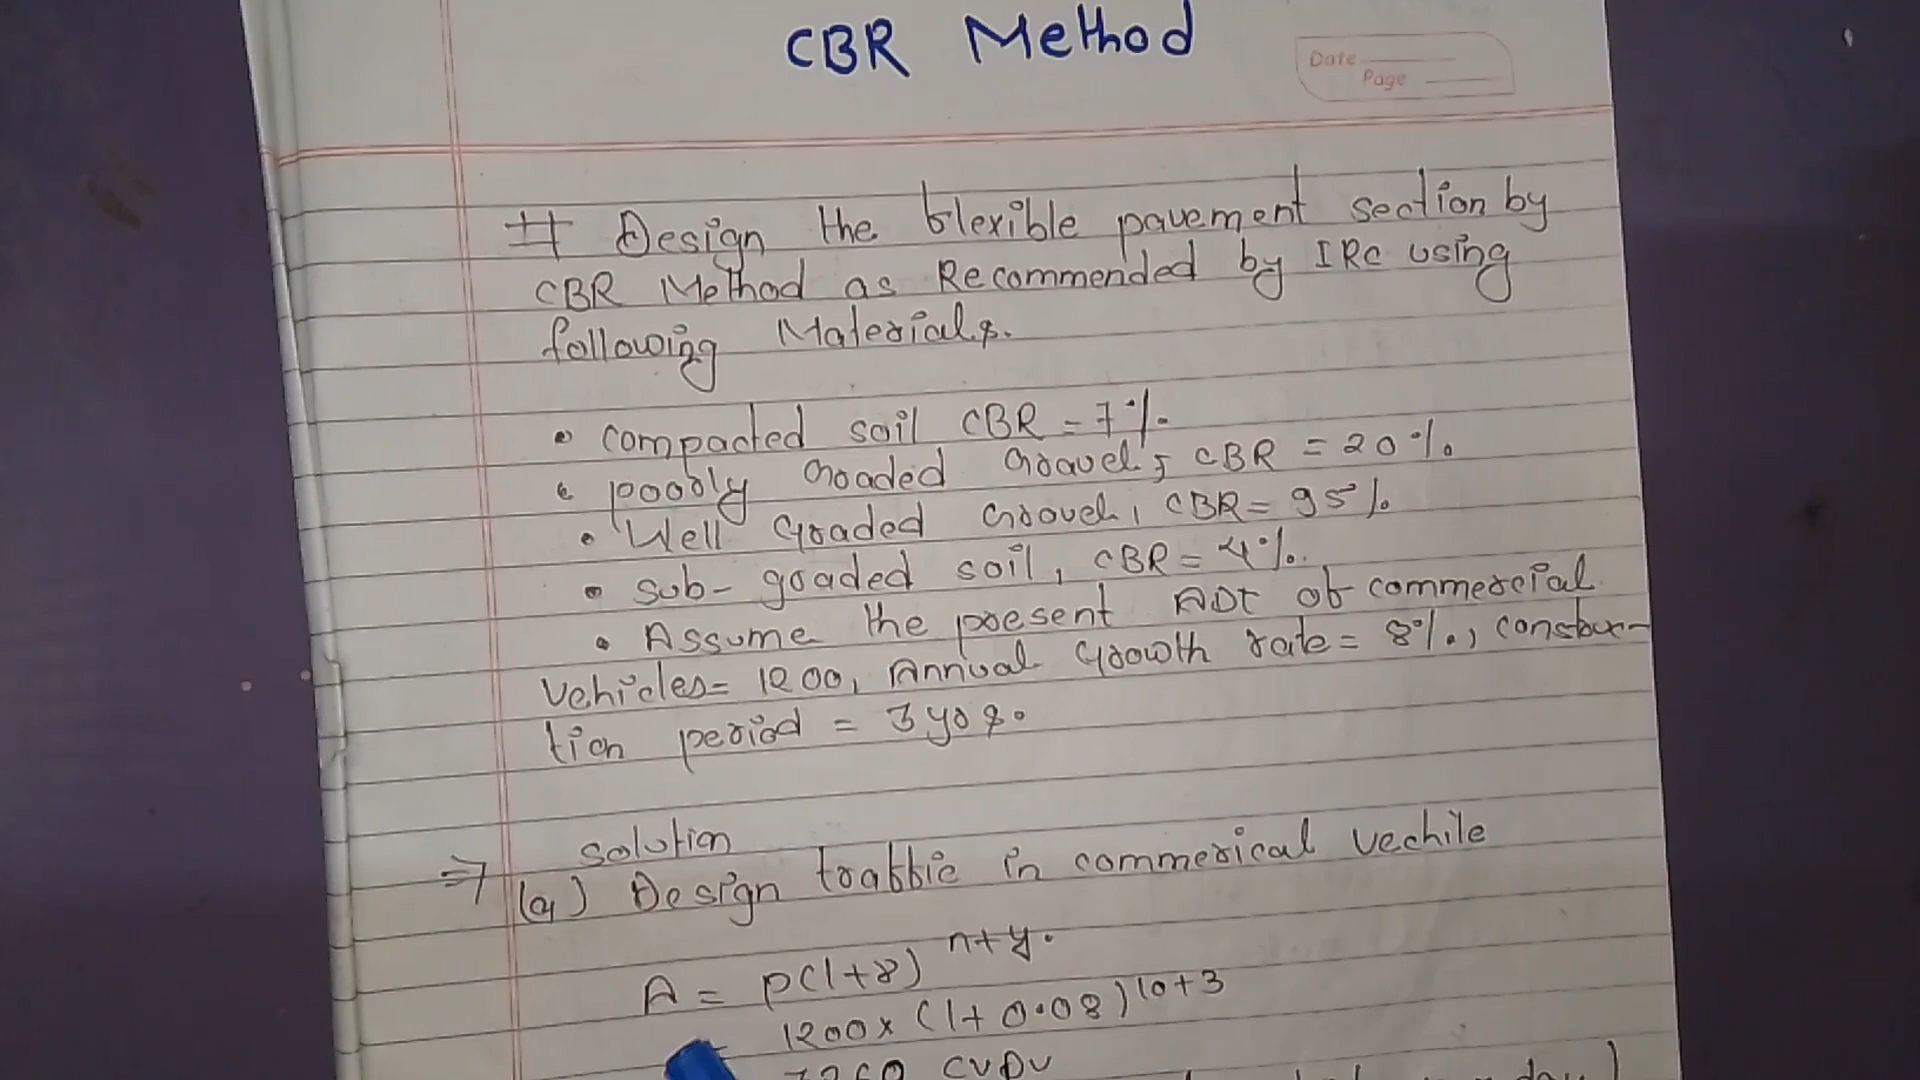 CBR Method
Date
Page
# Design the flexible pavement section by
CBR Method as Recommended by IRC using
following Materials.
• compacted soil CBR = 7%.
• poorly Graded Gravel, CBR = 20%.
• Well Graded Gravel, CBR = 95%
• sub-graded soil, CBR = 4%.
• Assume the present ADT of commercial
vehicles = 1200, Annual Growth rate = 8%., construc-
tion period = 3 yrs.
solution
⇒ (a) Design traffic in commerical vechile
A = P(1+r)^n+y.
1200 x (1+0.08)^10+3
CVDV